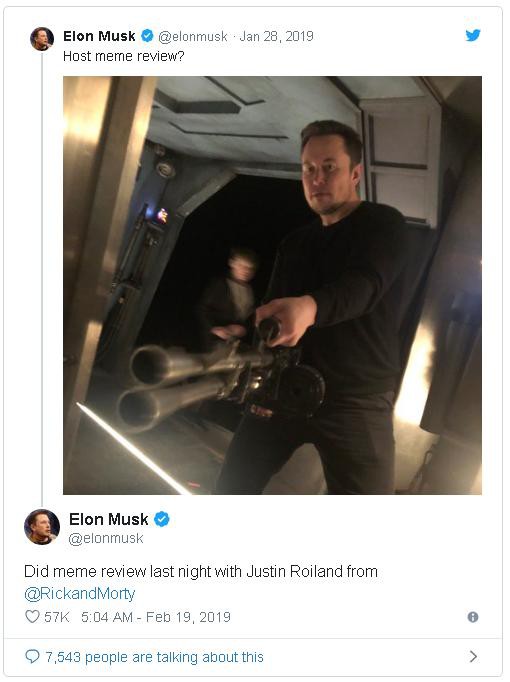 Elon Musk @elonmusk · Jan 28, 2019
Host meme review?
Elon Musk
@elonmusk
Did meme review last night with Justin Roiland from
@RickandMorty
57K 5:04 AM - Feb 19, 2019
7,543 people are talking about this